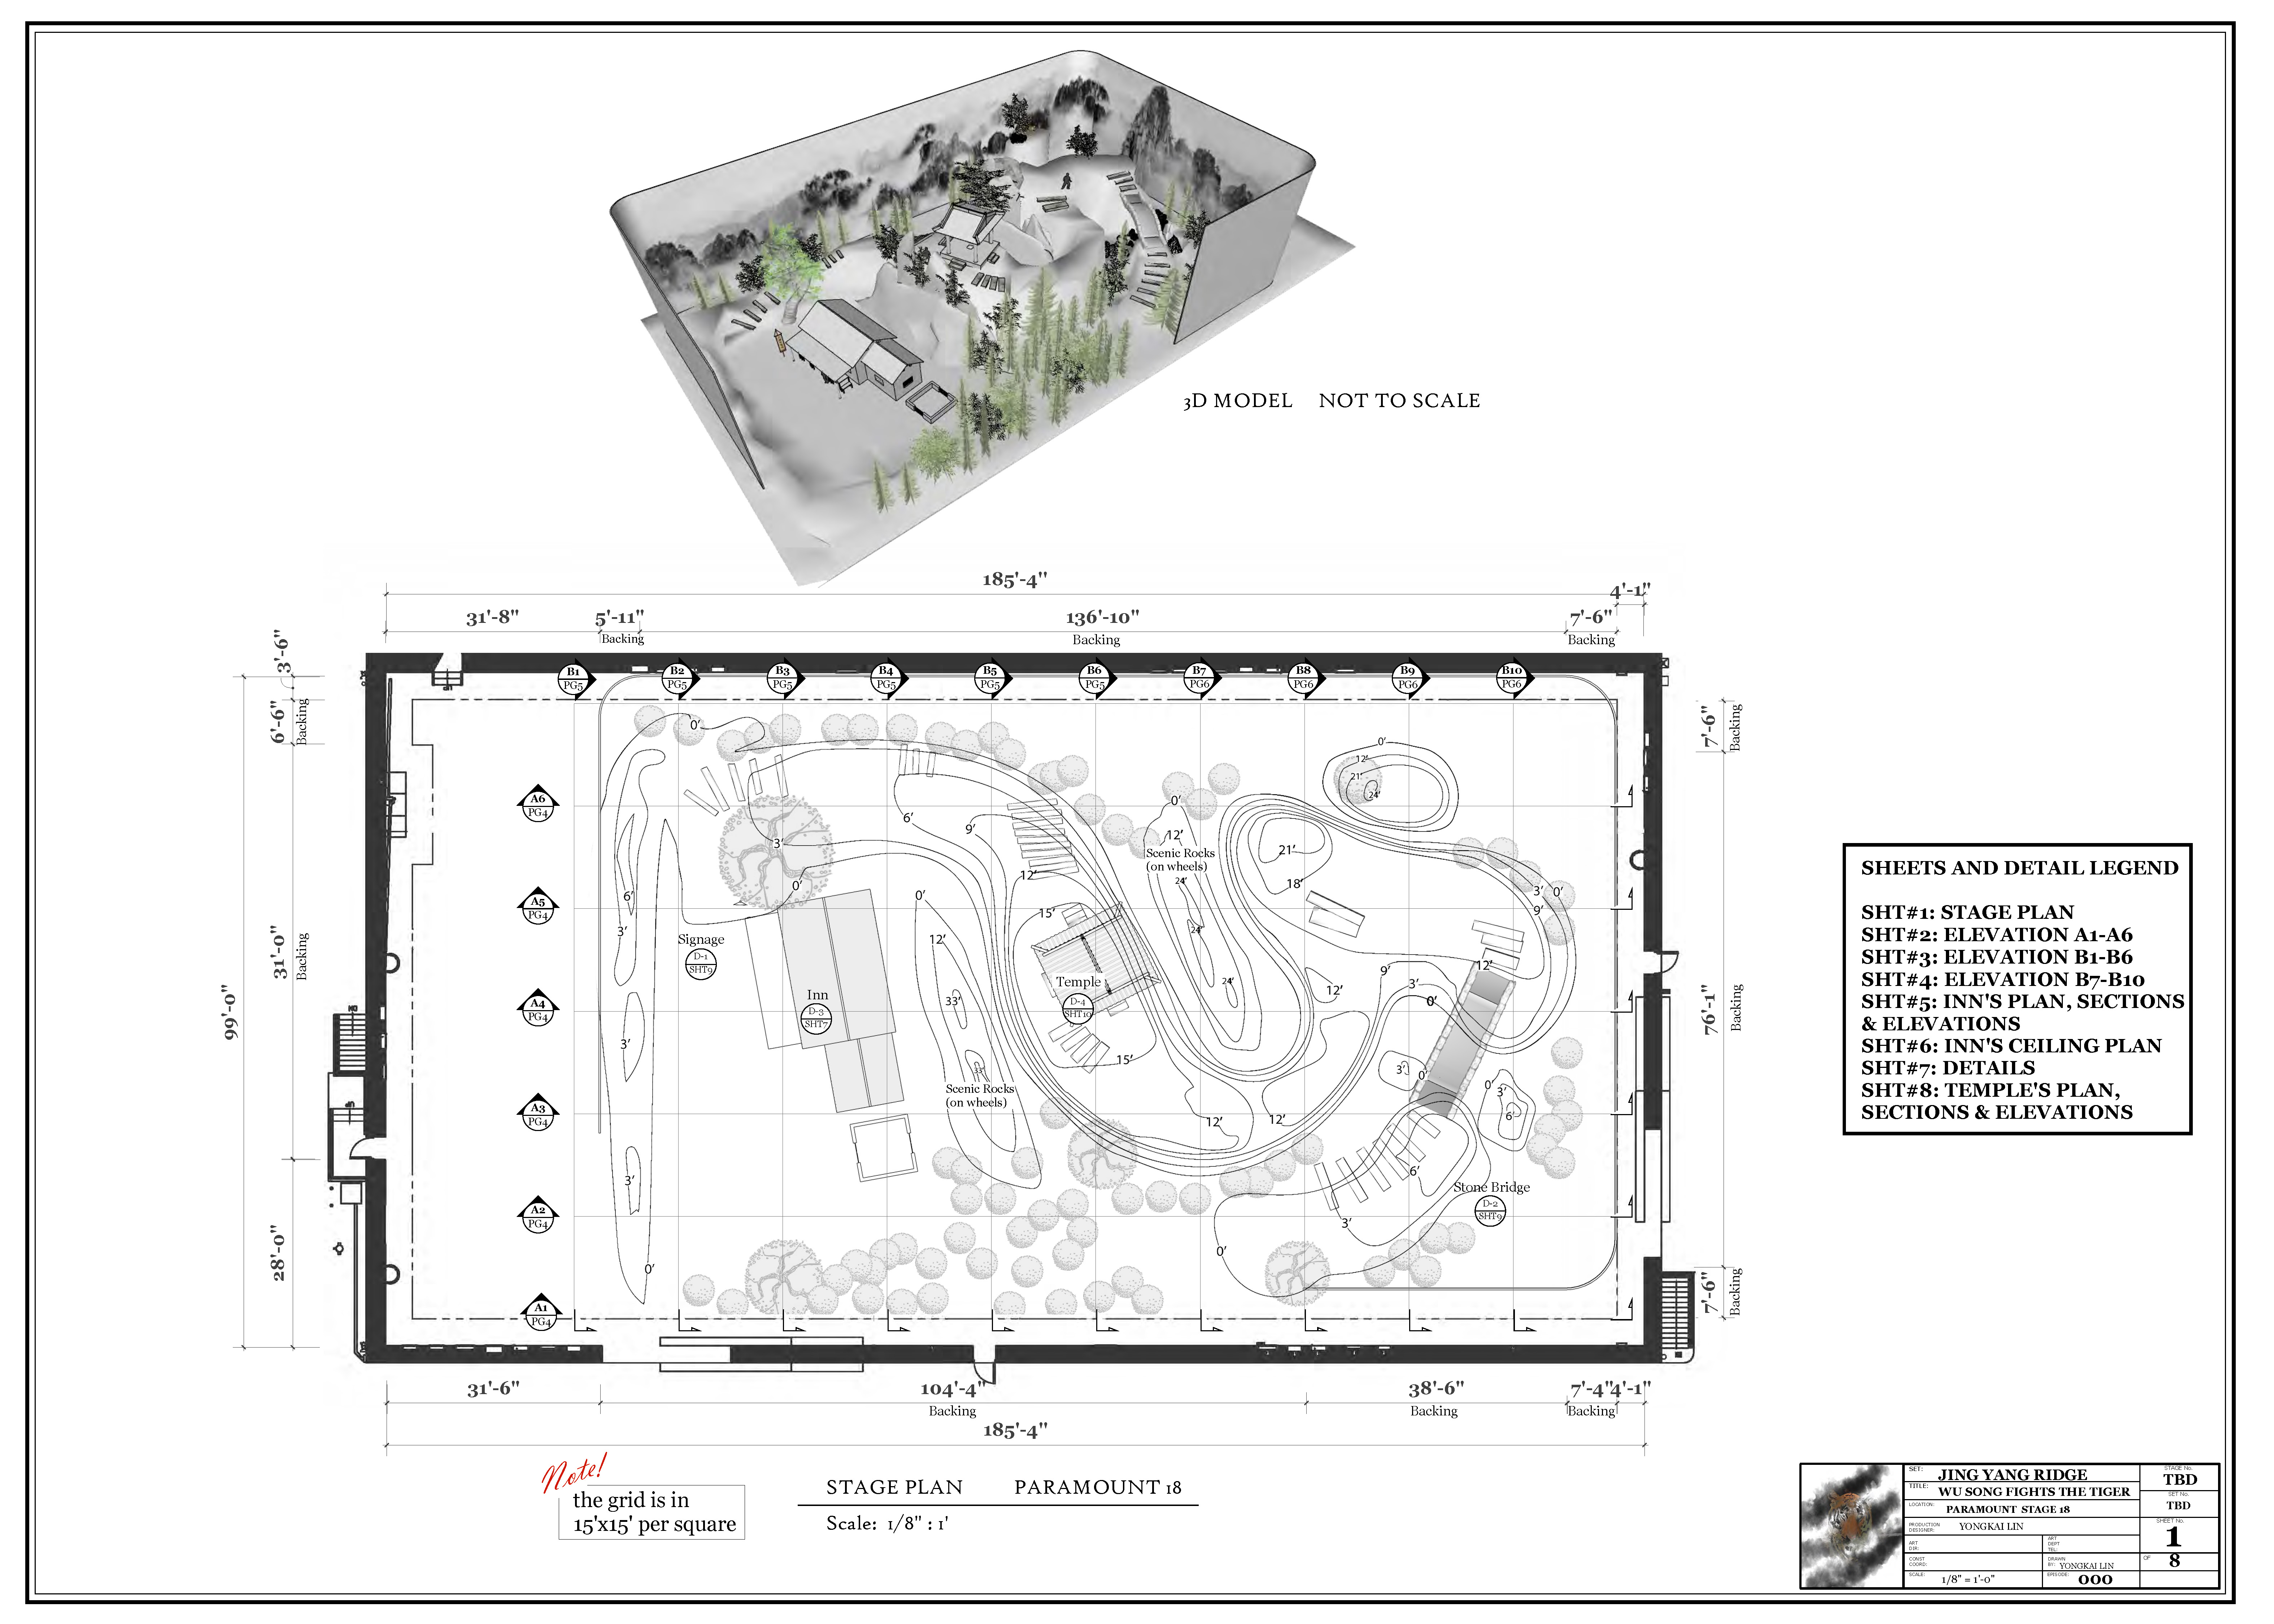 3D MODEL NOT TO SCALE
185'-4"
4'-1"
31'-8"
5'-11"
136'-10"
7'-6"
Backing
Backing
Backing
3'-6"
6'-6"
Backing
31'-0"
Backing
99'-0"
28'-0"
7'-6"
Backing
76'-1"
Backing
7'-6"
Backing
B1
PG5
B2
PG5
B3
PG5
B4
PG5
B5
PG5
B6
PG5
B7
PG6
B8
PG6
B9
PG6
B10
PG6
A6
PG4
A5
PG4
A4
PG4
A3
PG4
A2
PG4
A1
PG4
0'
6'
3'
3'
3'
0'
3'
0'
6'
9'
12'
15'
15'
0'
12'
33'
33'
Scenic Rocks
(on wheels)
0'
12'
Scenic Rocks
(on wheels)
24'
24'
24'
21'
18'
0'
12'
21'
24'
3'
0'
9'
12'
12'
9'
3'
0'
3'
0'
0'
3'
6'
12'
12'
6'
3'
0'
Signage
D-1
SHT9
Inn
D-3
SHT7
Temple
D-4
SHT10
Stone Bridge
D-2
SHT9
31'-6"
104'-4"
38'-6"
7'-4"
4'-1"
Backing
Backing
Backing
185'-4"
Note!
the grid is in
15'x15' per square
STAGE PLAN PARAMOUNT 18
Scale: 1/8" : 1'
SHEETS AND DETAIL LEGEND
SHT#1: STAGE PLAN
SHT#2: ELEVATION A1-A6
SHT#3: ELEVATION B1-B6
SHT#4: ELEVATION B7-B10
SHT#5: INN'S PLAN, SECTIONS
& ELEVATIONS
SHT#6: INN'S CEILING PLAN
SHT#7: DETAILS
SHT#8: TEMPLE'S PLAN,
SECTIONS & ELEVATIONS
SET: JING YANG RIDGE
TITLE: WU SONG FIGHTS THE TIGER
LOCATION: PARAMOUNT STAGE 18
PRODUCTION
DESIGNER: YONGKAI LIN
ART
DIR:
ART
DEPT
TEL:
CONST
COORD:
DRAWN
BY: YONGKAI LIN
SCALE: 1/8" = 1'-0"
EPISODE: 000
STAGE No.
TBD
SET No.
TBD
SHEET No.
1
OF 8